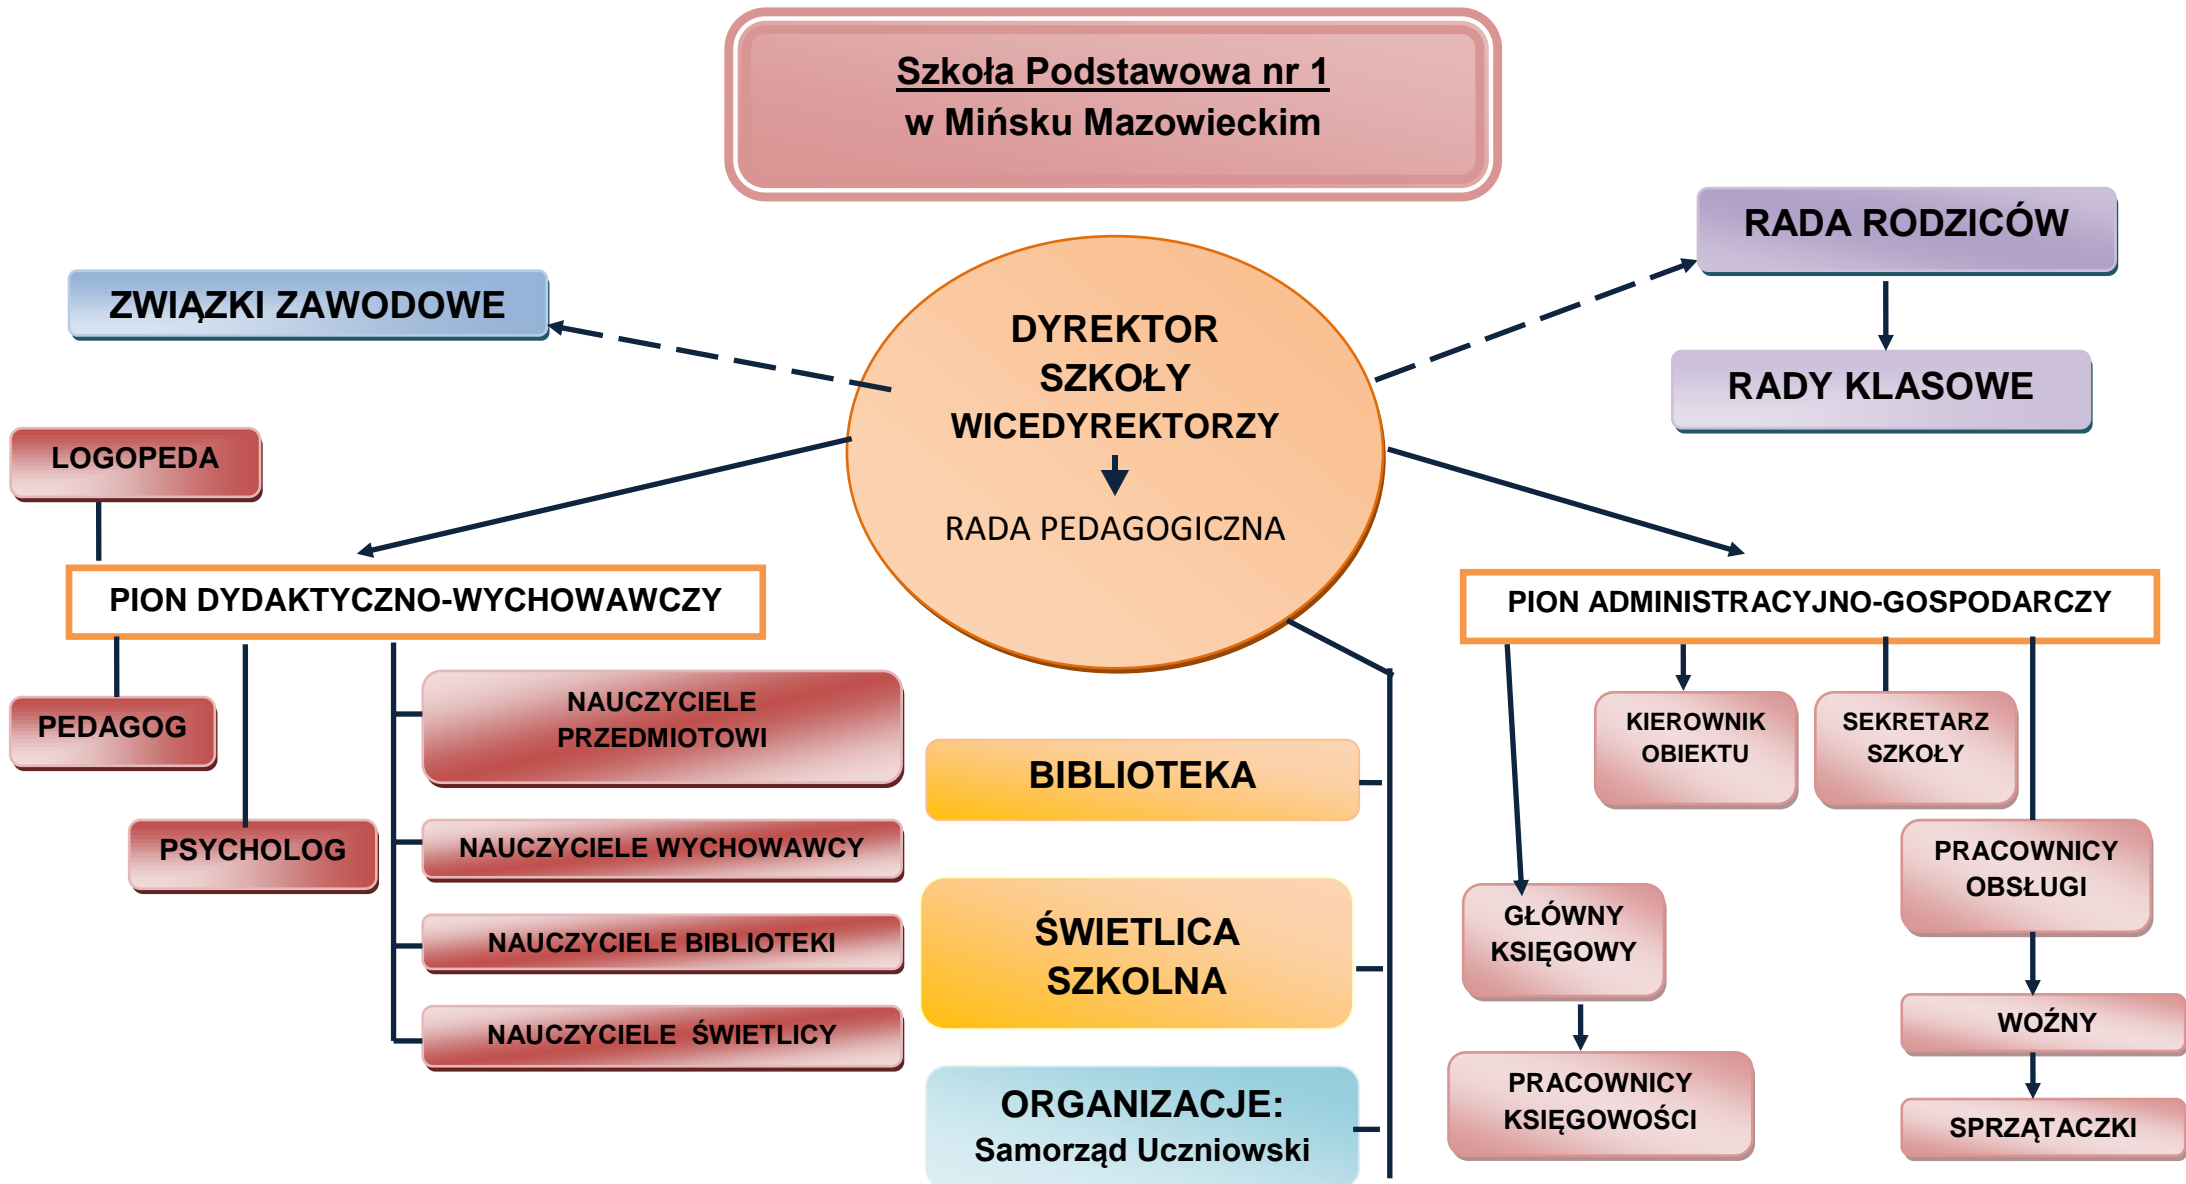 Szkoła Podstawowa nr 1
w Mińsku Mazowieckim
RADA RODZICÓW
ZWIĄZKI ZAWODOWE
DYREKTOR
SZKOŁY
WICEDYREKTORZY
RADA PEDAGOGICZNA
RADY KLASOWE
LOGOPEDA
PION DYDAKTYCZNO-WYCHOWAWCZY
PION ADMINISTRACYJNO-GOSPODARCZY
PEDAGOG
PSYCHOLOG
NAUCZYCIELE
PRZEDMIOTOWI
NAUCZYCIELE WYCHOWAWCY
NAUCZYCIELE BIBLIOTEKI
NAUCZYCIELE  ŚWIETLICY
BIBLIOTEKA
ŚWIETLICA
SZKOLNA
ORGANIZACJE:
Samorząd Uczniowski
KIEROWNIK
OBIEKTU
SEKRETARZ
SZKOŁY
GŁÓWNY
KSIĘGOWY
PRACOWNICY
KSIĘGOWOŚCI
PRACOWNICY
OBSŁUGI
WOŹNY
SPRZĄTACZKI